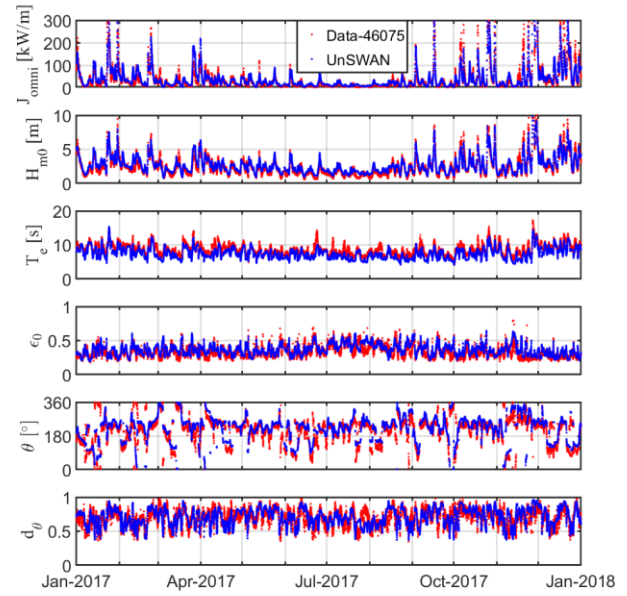 300
200
100
0
J_omni [kW/m]
Data-46075
UnSWAN
10
5
0
H_m0 [m]
20
10
0
T_e [s]
1
0.5
0
ϵ_0
360
180
0
θ [°]
1
0.5
0
d_θ
Jan-2017 Apr-2017 Jul-2017 Oct-2017 Jan-2018